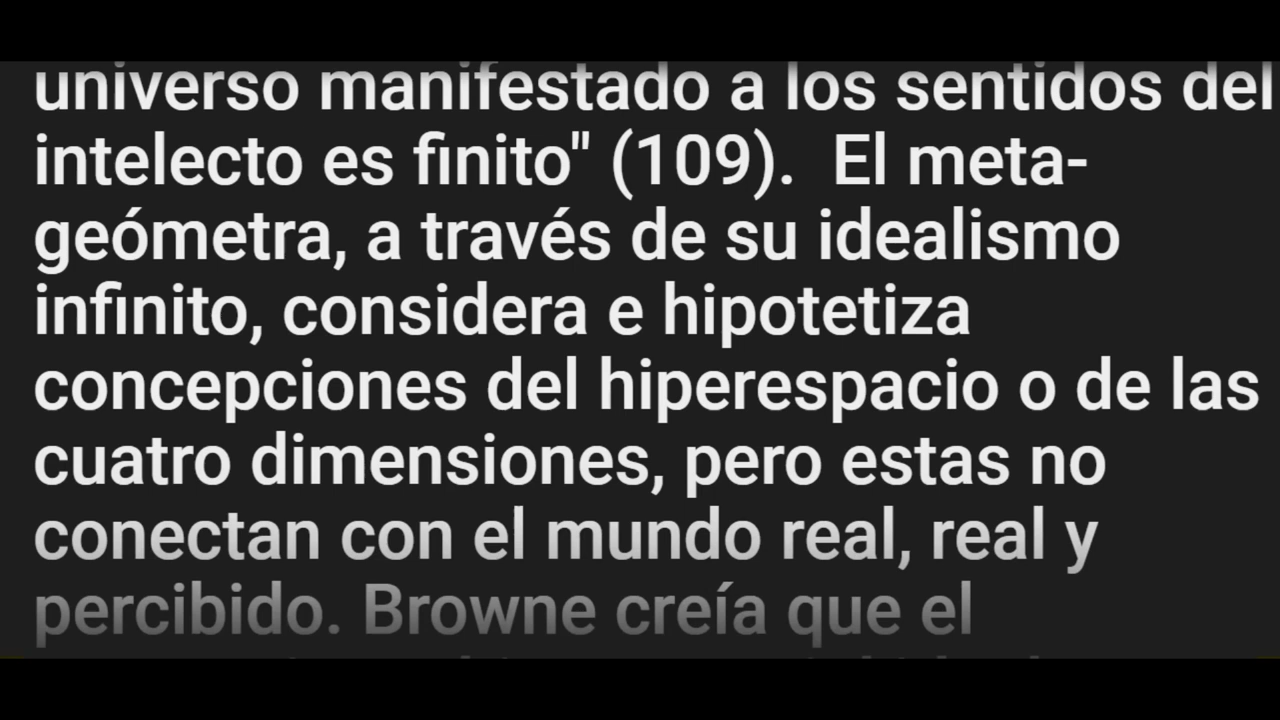 universo manifestado a los sentidos del
intelecto es finito" (109).  El meta-
geómetra, a través de su idealismo
infinito, considera e hipotetiza
concepciones del hiperespacio o de las
cuatro dimensiones, pero estas no
conectan con el mundo real, real y
percibido. Browne creía que el